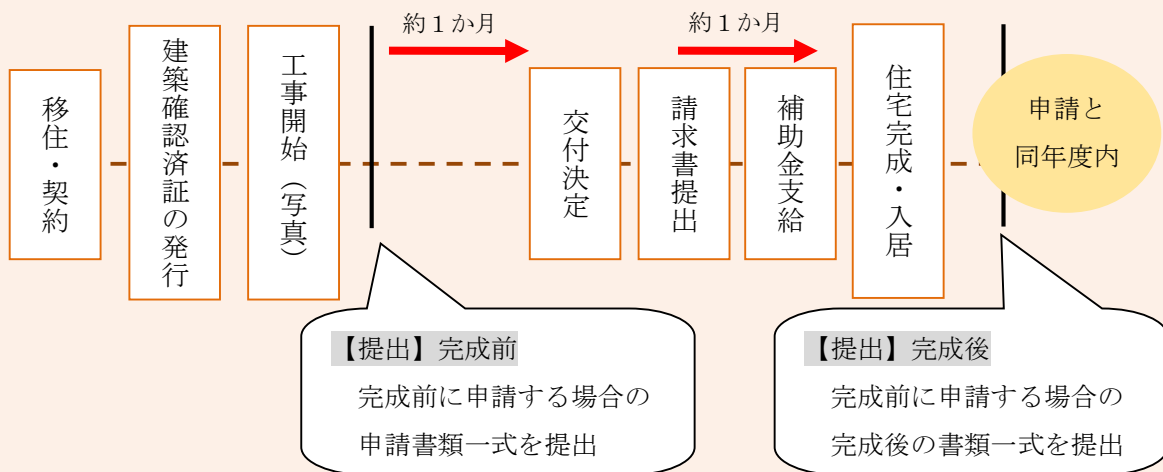 約１か月
約１か月
移住・契約
建築確認済証の発行
工事開始（写真）
交付決定
請求書提出
補助金支給
住宅完成・入居
申請と
同年度内
【提出】完成前
完成前に申請する場合の
申請書類一式を提出
【提出】完成後
完成前に申請する場合の
完成後の書類一式を提出